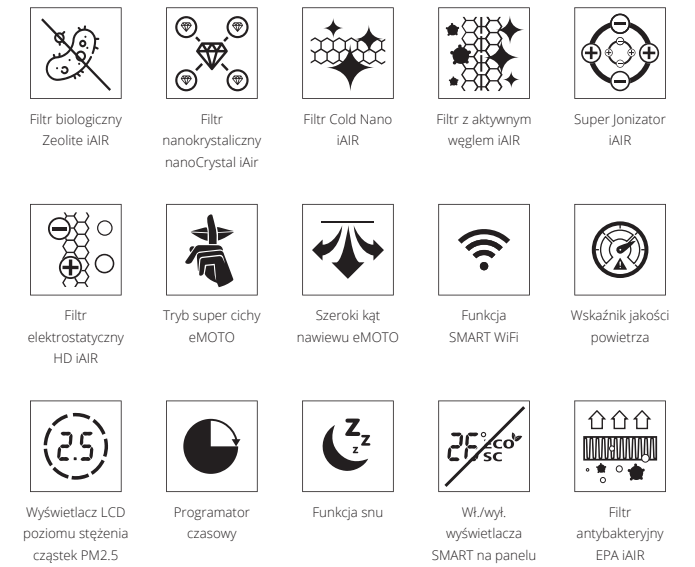 Filtr biologiczny
Zeolite iAIR
Filtr
nanokrystaliczny
nanoCrystal iAir
Filtr Cold Nano
iAIR
Filtr z aktywnym
węglem iAIR
Super Jonizator
iAIR
Filtr
elektrostatyczny
HD iAIR
Tryb super cichy
eMOTO
Szeroki kąt
nawiewu eMOTO
Funkcja
SMART WiFi
Wskaźnik jakości
powietrza
2.5
Wyświetlacz LCD
poziomu stężenia
cząstek PM2.5
Programator
czasowy
Z z z
Funkcja snu
26°c eco
sc
Wł./wył.
wyświetlacza
SMART na panelu
Filtr
antybakteryjny
EPA iAIR